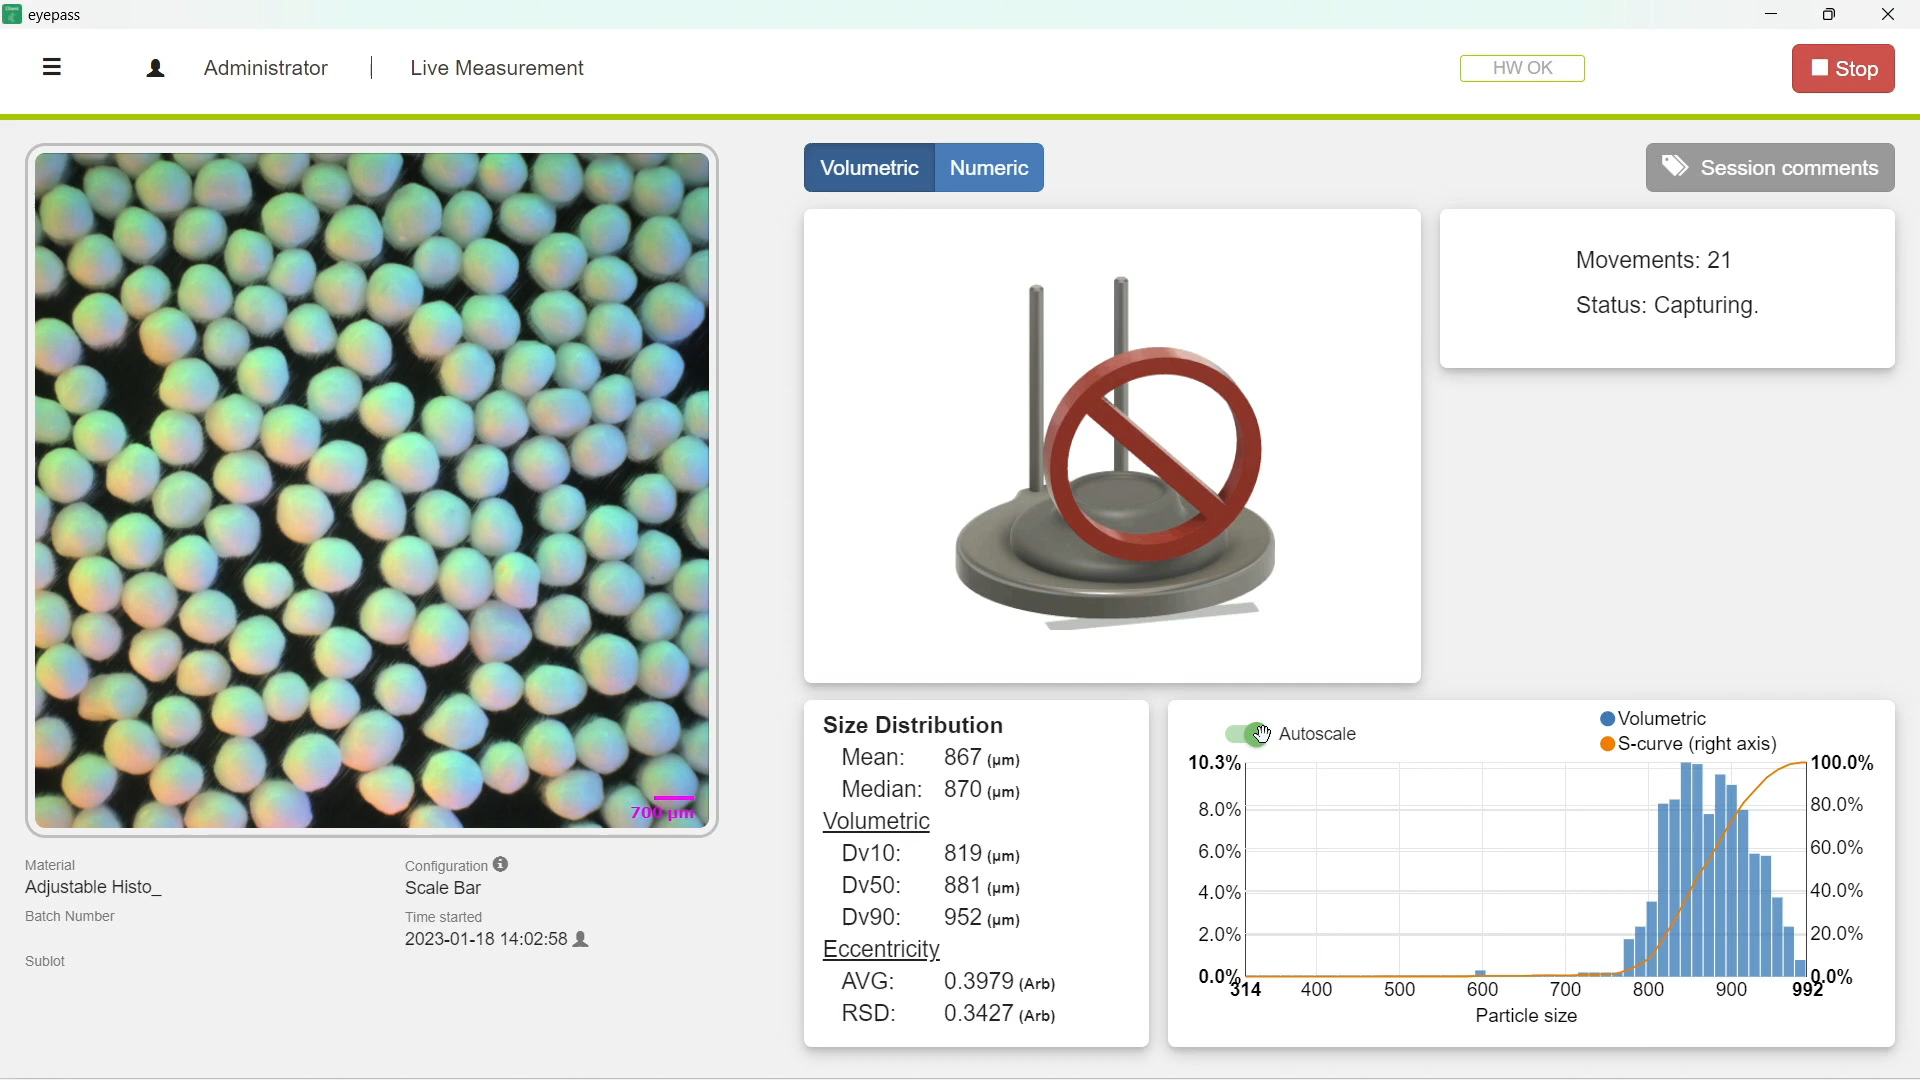 eyepass
Administrator | Live Measurement
HW OK
Stop
Volumetric Numeric
Session comments
Movements: 21
Status: Capturing.
700 µm
Material
Adjustable Histo_
Batch Number
Sublot
Configuration
Scale Bar
Time started
2023-01-18 14:02:58
Size Distribution
Mean: 867 (µm)
Median: 870 (µm)
Volumetric
Dv10: 819 (µm)
Dv50: 881 (µm)
Dv90: 952 (µm)
Eccentricity
AVG: 0.3979 (Arb)
RSD: 0.3427 (Arb)
Autoscale
Volumetric
S-curve (right axis)
10.3% 100.0%
8.0% 80.0%
6.0% 60.0%
4.0% 40.0%
2.0% 20.0%
0.0% 0.0%
314 400 500 600 700 800 900 992
Particle size